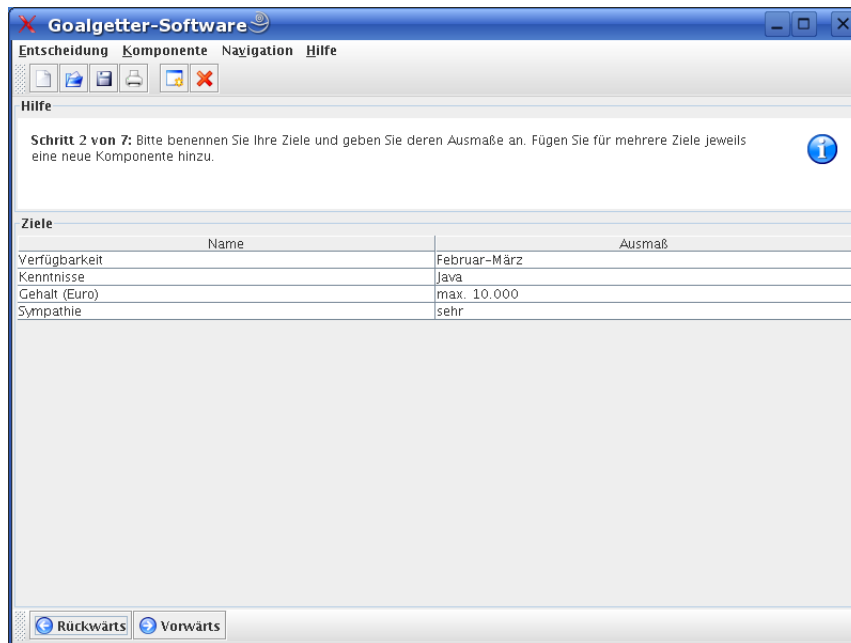 Goalgetter-Software
Entscheidung Komponente Navigation Hilfe
Hilfe
Schritt 2 von 7: Bitte benennen Sie Ihre Ziele und geben Sie deren Ausmaße an. Fügen Sie für mehrere Ziele jeweils
eine neue Komponente hinzu.
Ziele
Name Ausmaß
Verfügbarkeit Februar-März
Kenntnisse Java
Gehalt (Euro) max. 10.000
Sympathie sehr
Rückwärts Vorwärts